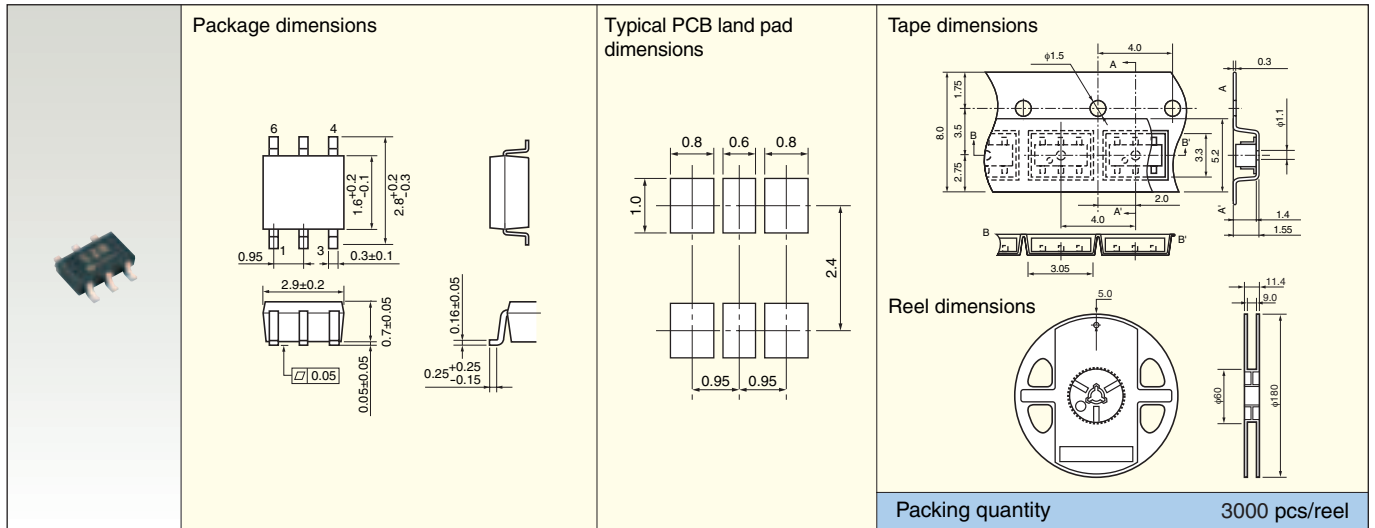 Package dimensions
6
4
1.6+0.2 -0.1
2.8+0.2 -0.3
1
3
0.95
0.3±0.1
2.9±0.2
0.7±0.05
0.05±0.05
0.05
0.16±0.05
0.25+0.25 -0.15
Typical PCB land pad
dimensions
0.8
0.6
0.8
1.0
2.4
0.95
0.95
Tape dimensions
4.0
φ1.5
A
0.3
A
1.75
φ1.1
8.0
3.5
B
B'
3.3
5.2
2.75
A'
2.0
A'
1.4
4.0
1.55
B
B'
3.05
Reel dimensions
5.0
11.4
9.0
φ60
φ180
Packing quantity
3000 pcs/reel